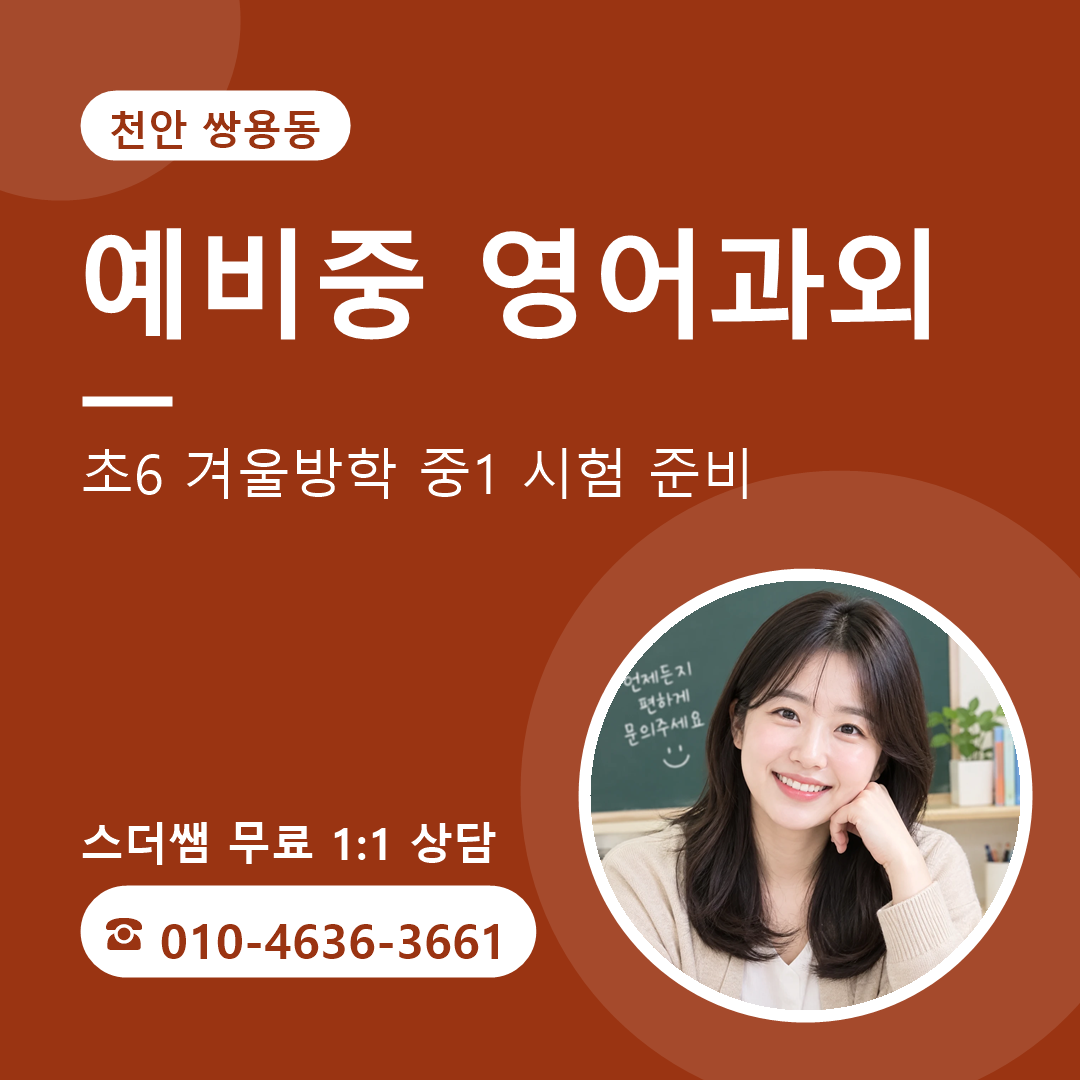 천안 쌍용동
예비중 영어과외
초6 겨울방학 중1 시험 준비
언제든지
편하게
문의주세요
스더쌤 무료 1:1 상담
☎ 010-4636-3661